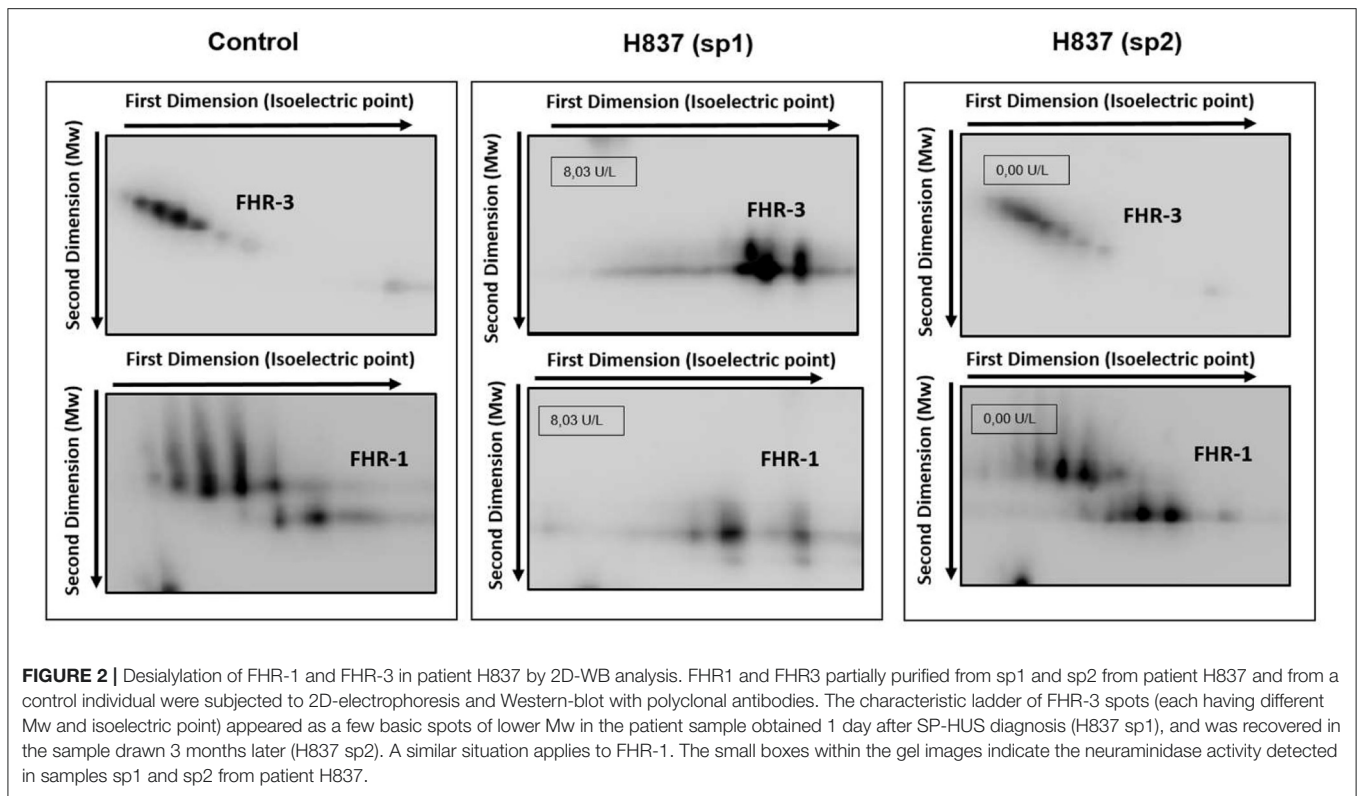 Control
H837 (sp1)
H837 (sp2)
First Dimension (Isoelectric point)
Second Dimension (Mw)
FHR-3
First Dimension (Isoelectric point)
Second Dimension (Mw)
8,03 U/L
FHR-3
First Dimension (Isoelectric point)
Second Dimension (Mw)
0,00 U/L
FHR-3
First Dimension (Isoelectric point)
Second Dimension (Mw)
FHR-1
First Dimension (Isoelectric point)
Second Dimension (Mw)
8,03 U/L
FHR-1
First Dimension (Isoelectric point)
Second Dimension (Mw)
0,00 U/L
FHR-1
FIGURE 2 | Desialylation of FHR-1 and FHR-3 in patient H837 by 2D-WB analysis. FHR1 and FHR3 partially purified from sp1 and sp2 from patient H837 and from a
control individual were subjected to 2D-electrophoresis and Western-blot with polyclonal antibodies. The characteristic ladder of FHR-3 spots (each having different
Mw and isoelectric point) appeared as a few basic spots of lower Mw in the patient sample obtained 1 day after SP-HUS diagnosis (H837 sp1), and was recovered in
the sample drawn 3 months later (H837 sp2). A similar situation applies to FHR-1. The small boxes within the gel images indicate the neuraminidase activity detected
in samples sp1 and sp2 from patient H837.